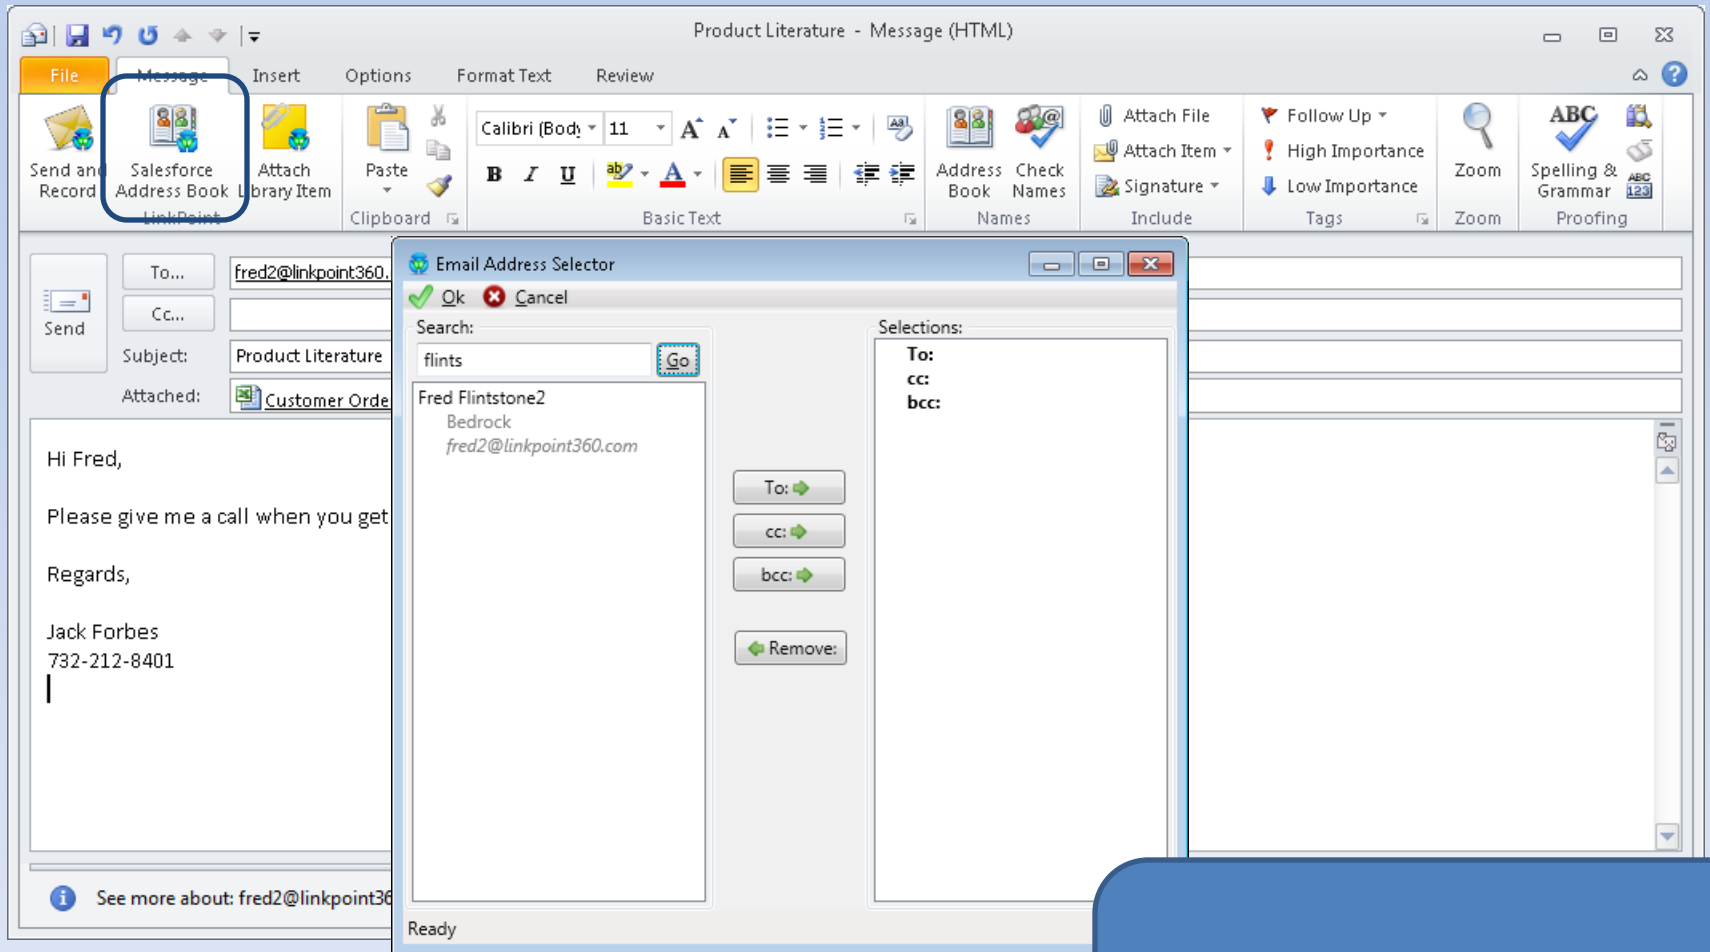 Product Literature - Message (HTML)
File Message Insert Options Format Text Review
Send and Record
Salesforce Address Book
Attach Library Item
LinkPoint
Paste
Clipboard
Calibri (Body 11
B I U
Basic Text
Address Book
Check Names
Names
Attach File
Attach Item
Signature
Include
Follow Up
High Importance
Low Importance
Tags
Zoom
Zoom
ABC
Spelling & Grammar
ABC
123
Proofing
Send
To... fred2@linkpoint360.
Cc...
Subject: Product Literature
Attached: Customer Orde
Hi Fred,
Please give me a call when you get
Regards,
Jack Forbes
732-212-8401
See more about: fred2@linkpoint36
Email Address Selector
Ok Cancel
Search:
flints Go
Fred Flintstone2
Bedrock
fred2@linkpoint360.com
To:
cc:
bcc:
Remove:
Selections:
To:
cc:
bcc:
Ready